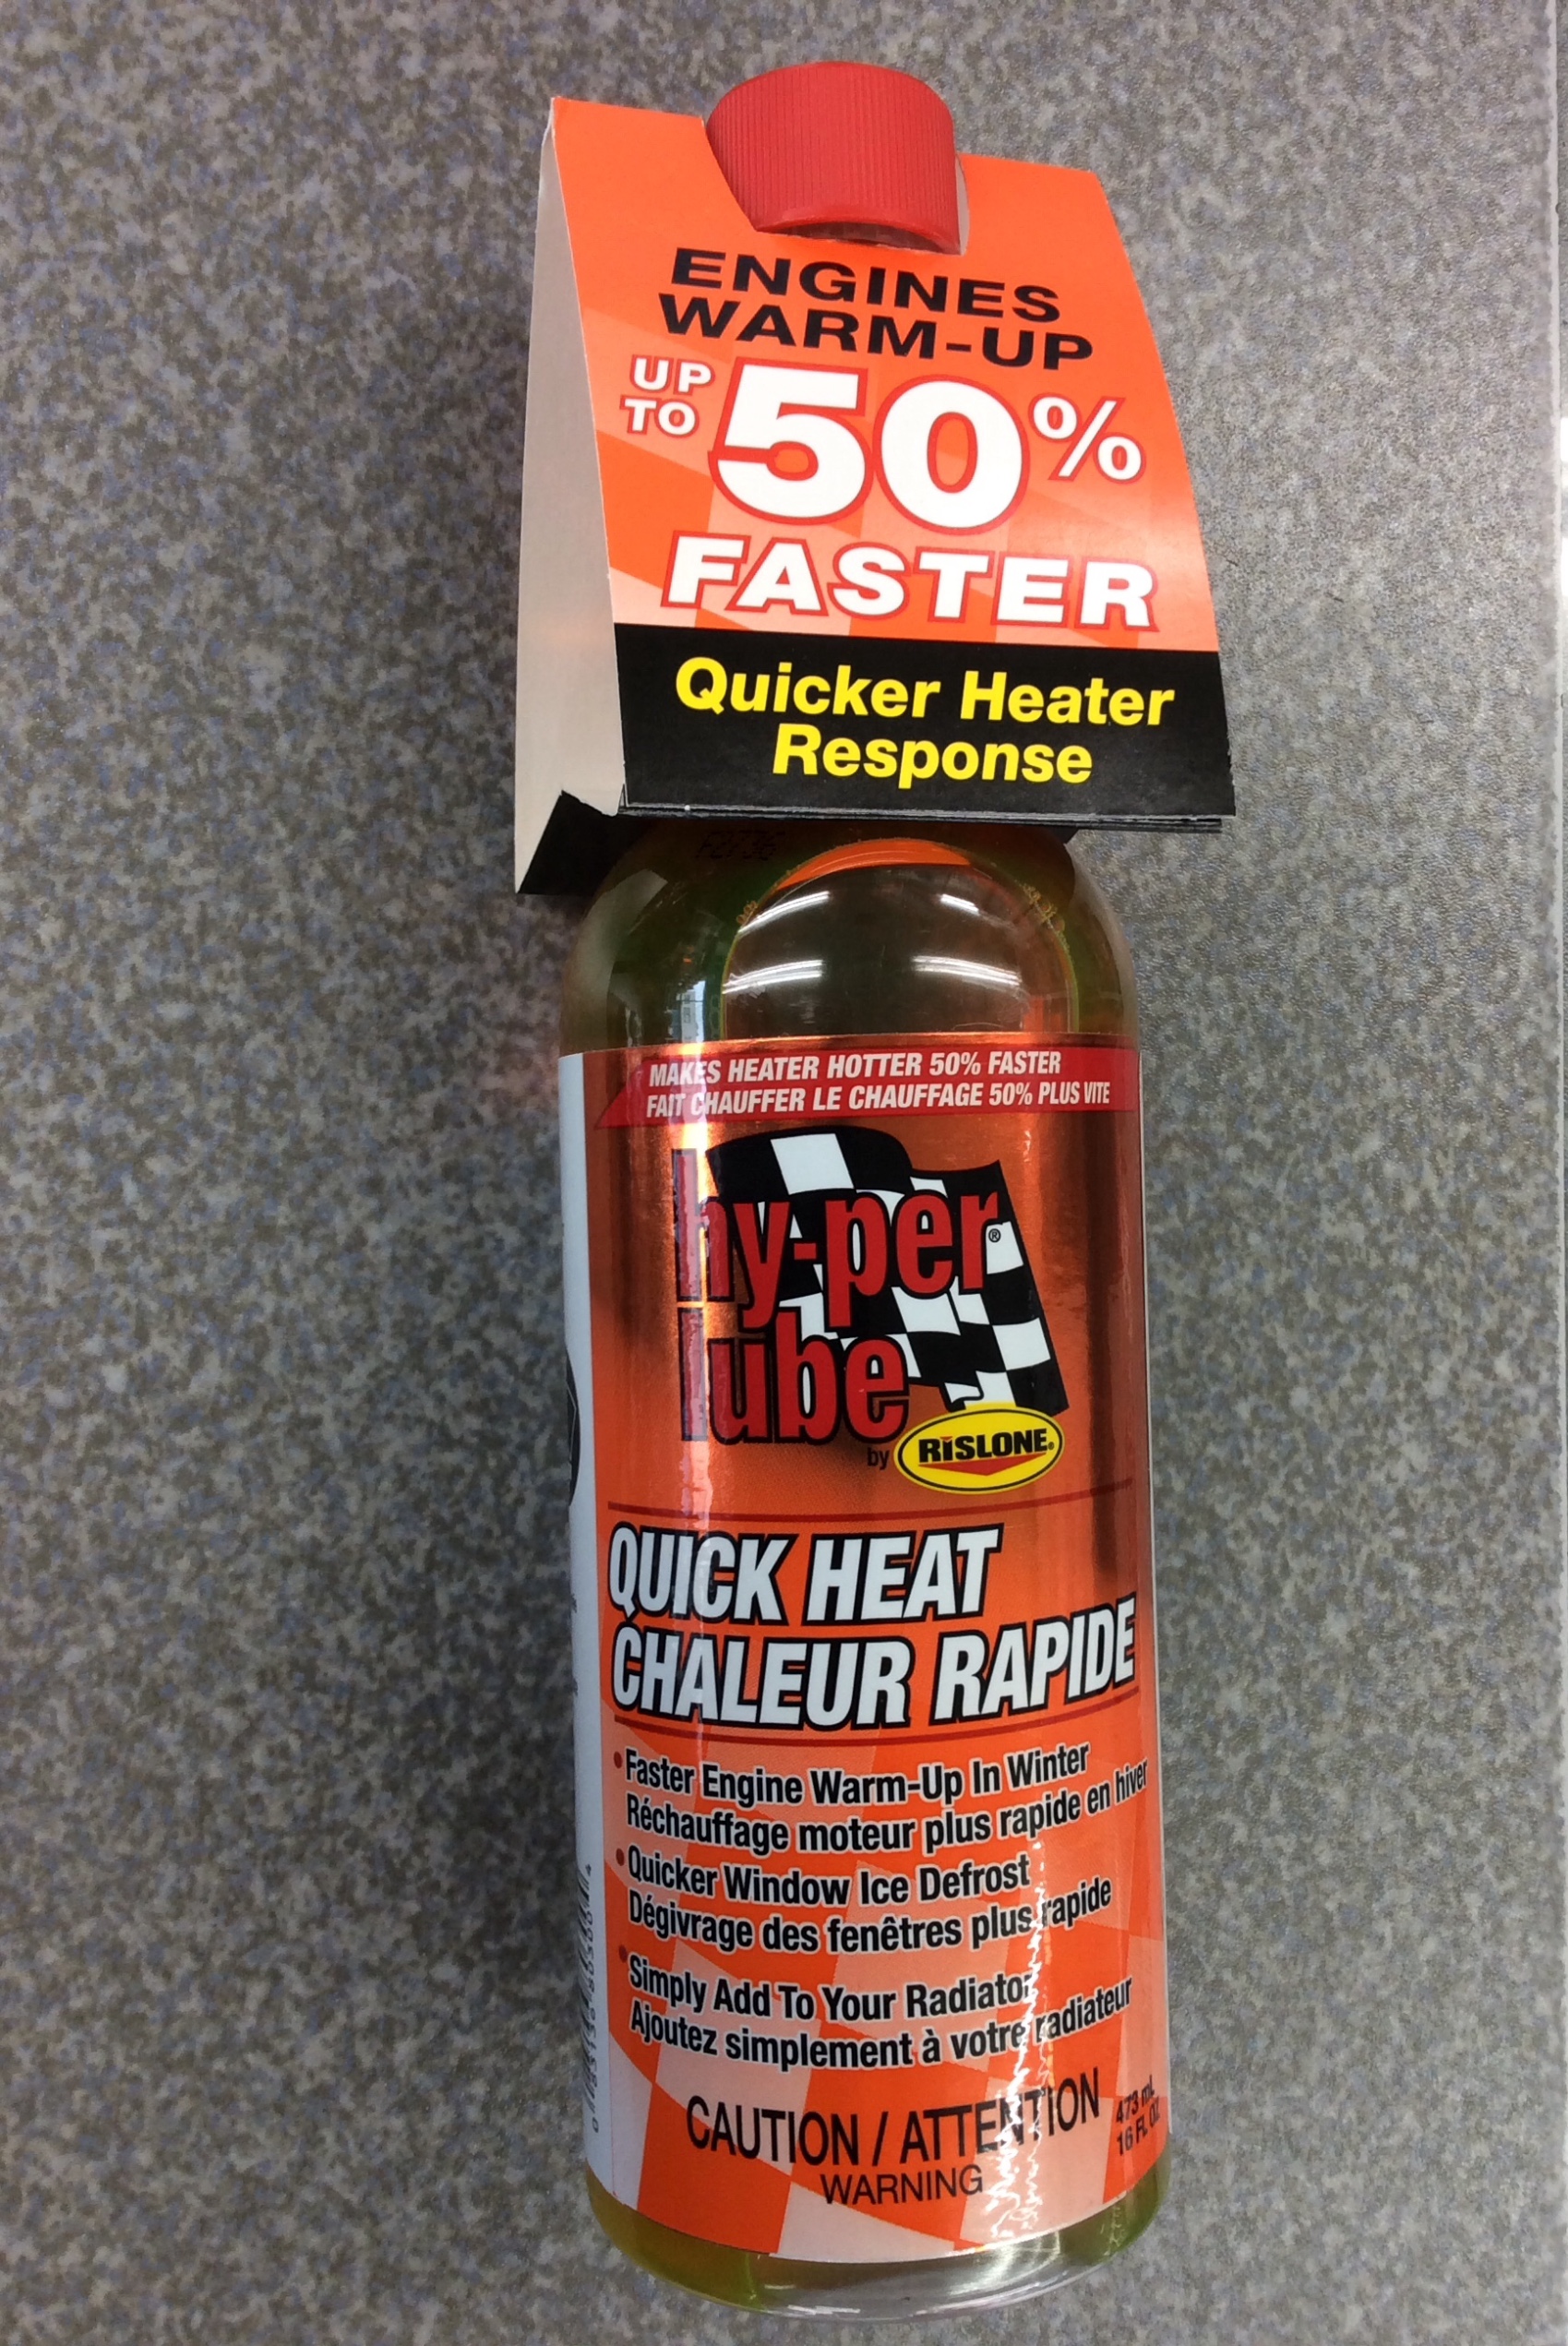 ENGINES
WARM-UP
UP
TO
50%
FASTER
Quicker Heater
Response
MAKES HEATER HOTTER 50% FASTER
FAIT CHAUFFER LE CHAUFFAGE 50% PLUS VITE
hy-per®
lube
by RISLONE®
QUICK HEAT
CHALEUR RAPIDE
• Faster Engine Warm-Up In Winter
Réchauffage moteur plus rapide en hiver
• Quicker Window Ice Defrost
Dégivrage des fenêtres plus rapide
• Simply Add To Your Radiator
Ajoutez simplement à votre radiateur
CAUTION / ATTENTION
WARNING
473 mL
16 FL OZ